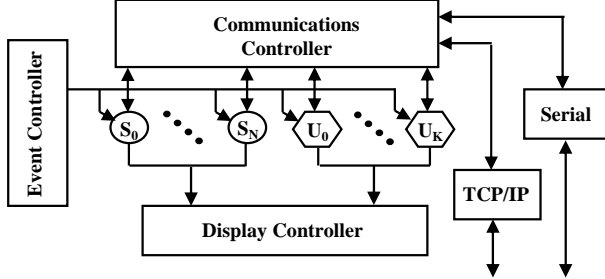 Communications
Controller
Event Controller
S0
SN
U0
UK
Serial
TCP/IP
Display Controller